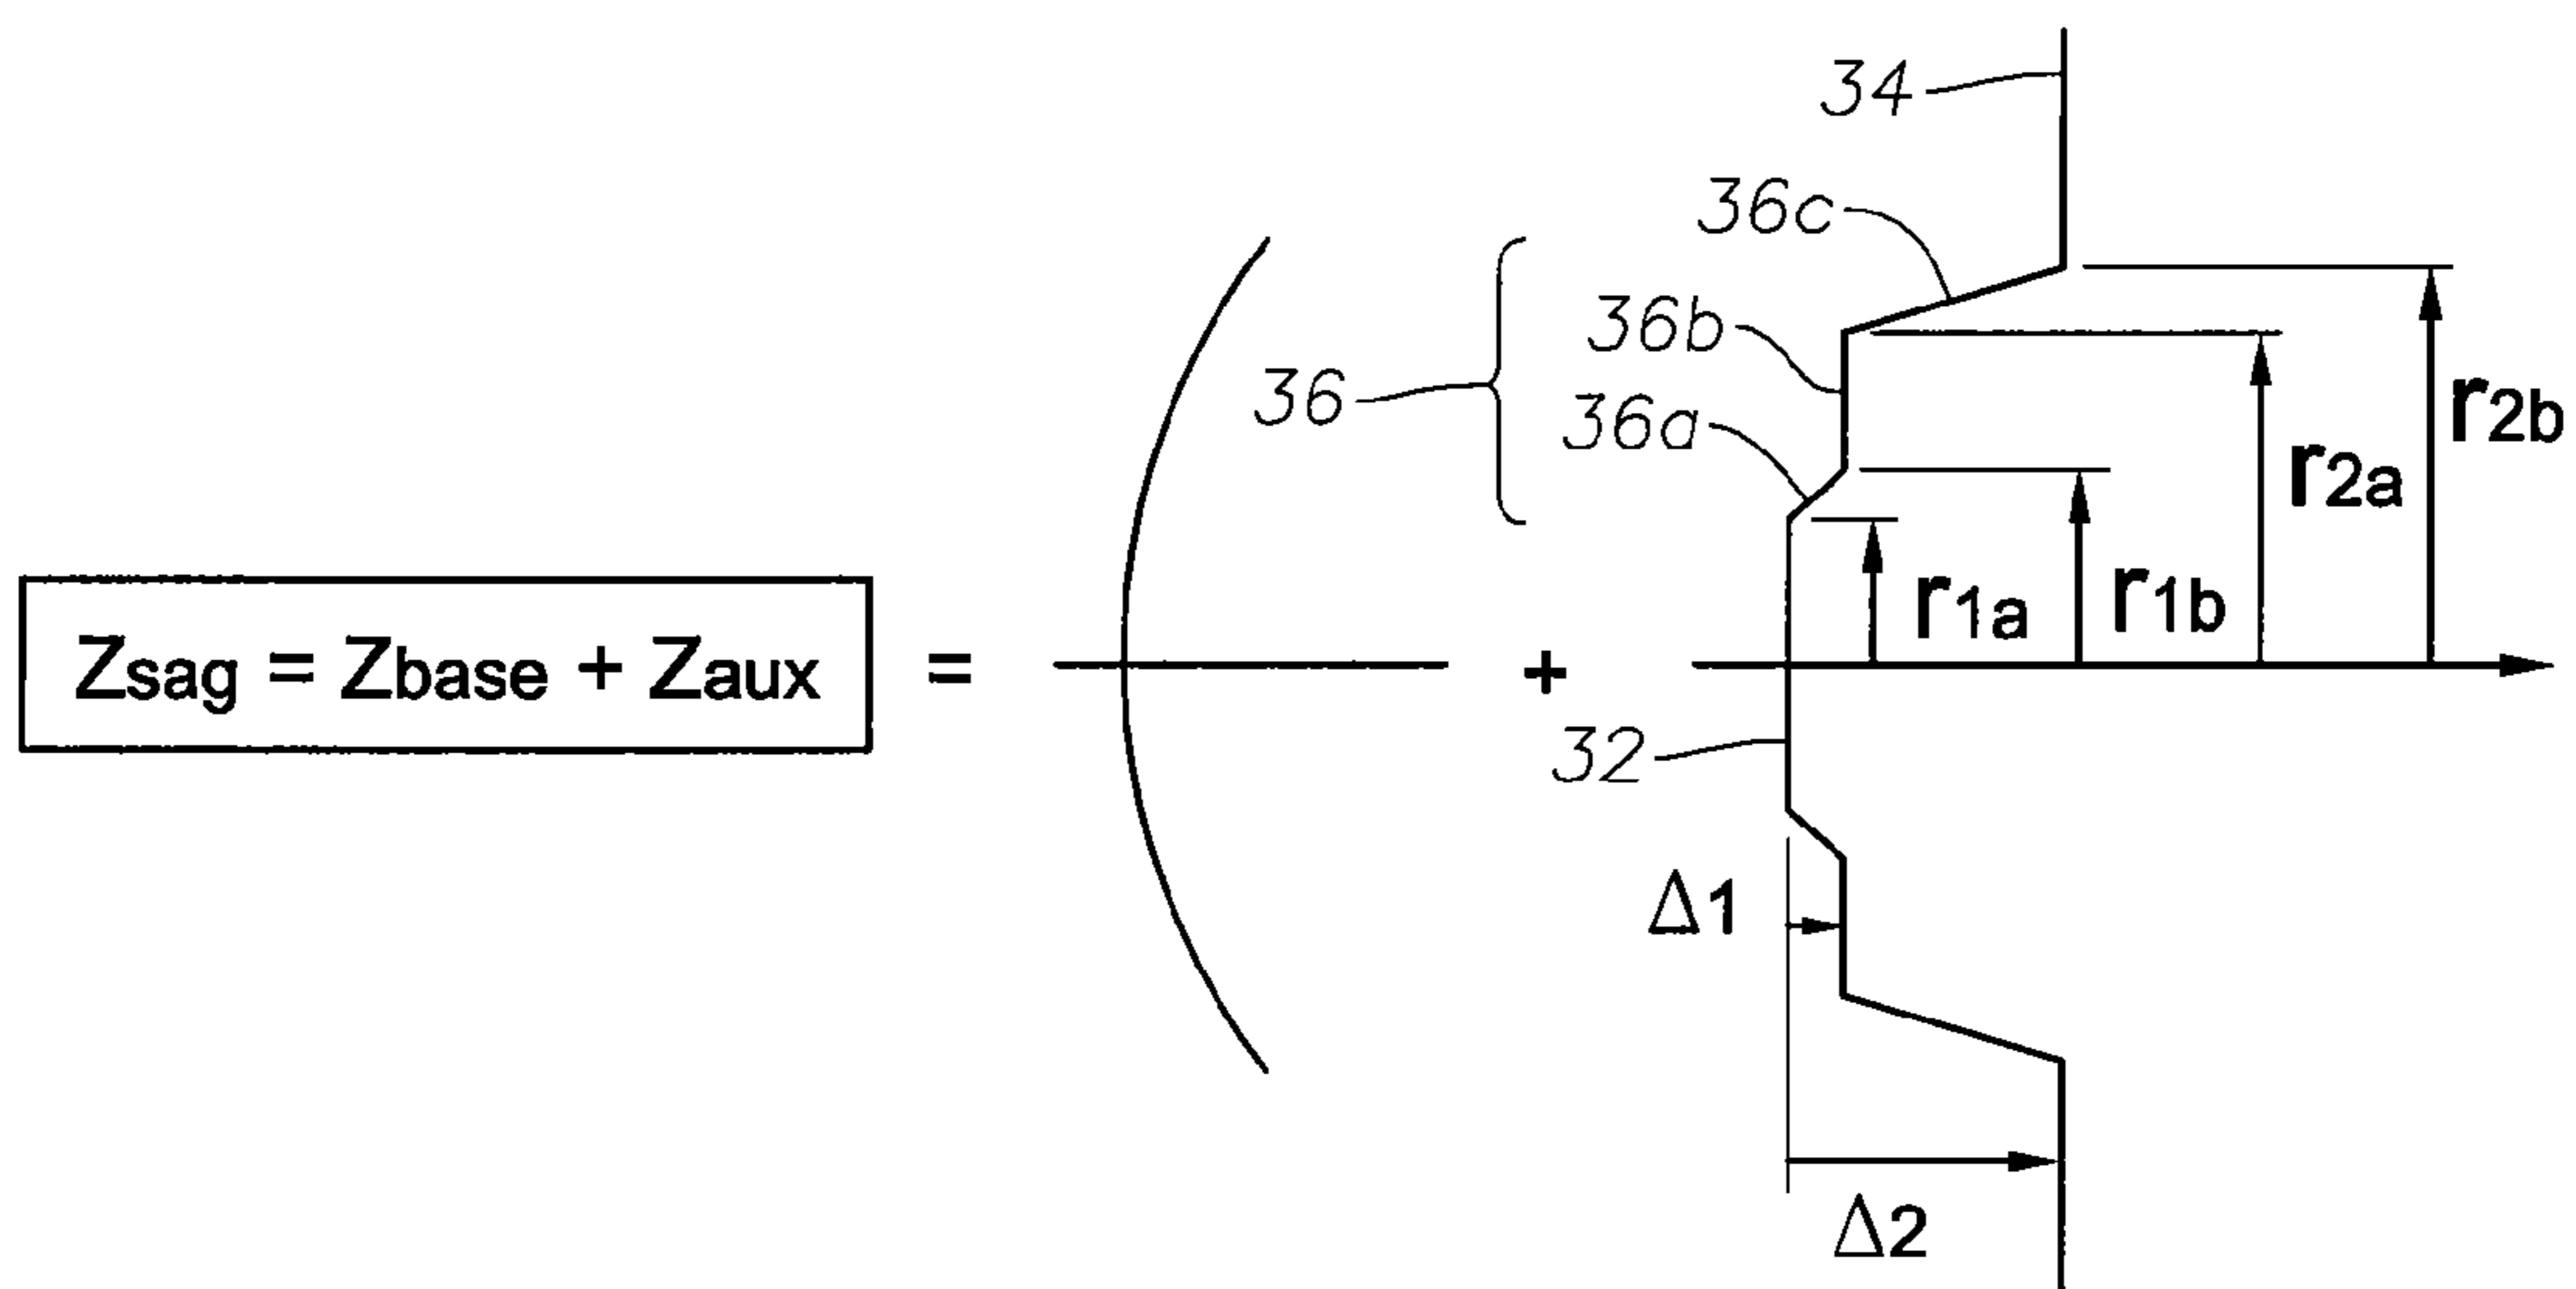 34
36c
36b
36
36a
r2b
r2a
r1b
r1a
Zsag = Zbase + Zaux = +
32
Δ1
Δ2